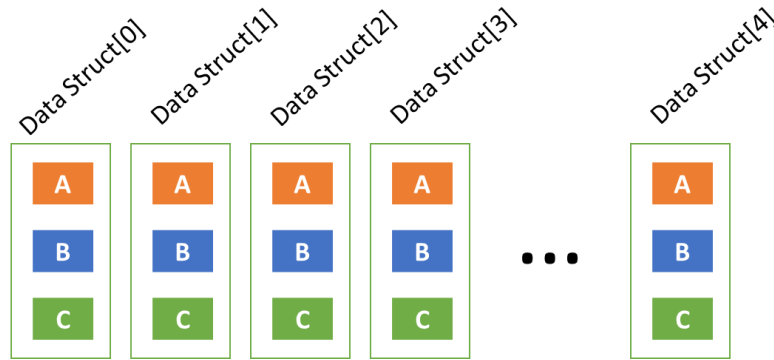 Data Struct[0]
Data Struct[1]
Data Struct[2]
Data Struct[3]
Data Struct[4]
A A A A A
B B B B ... B
C C C C C